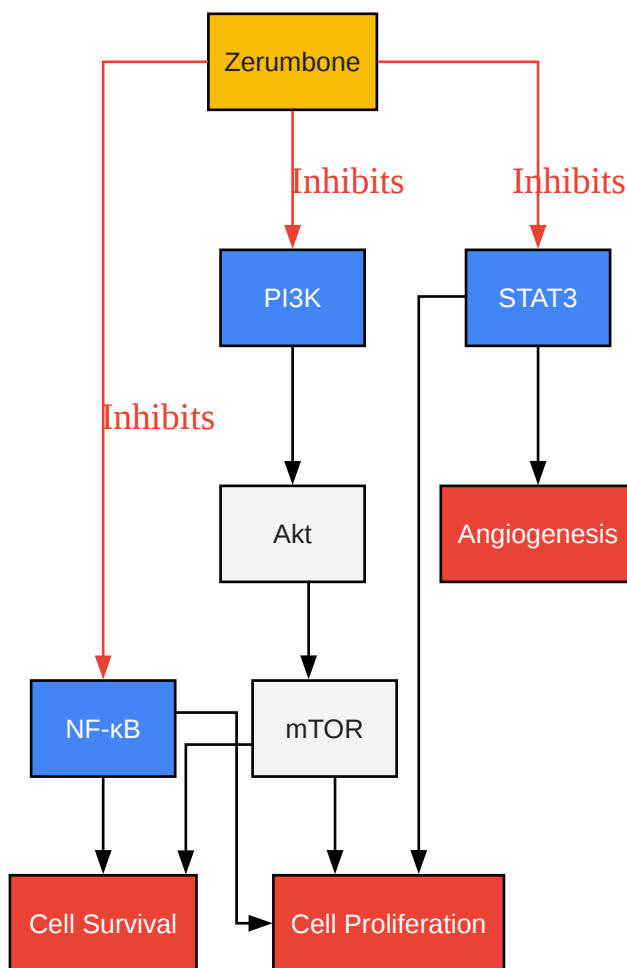 Zerumbone
Inhibits
Inhibits
PI3K
STAT3
Inhibits
Akt
Angiogenesis
NF-κB
mTOR
Cell Survival
Cell Proliferation